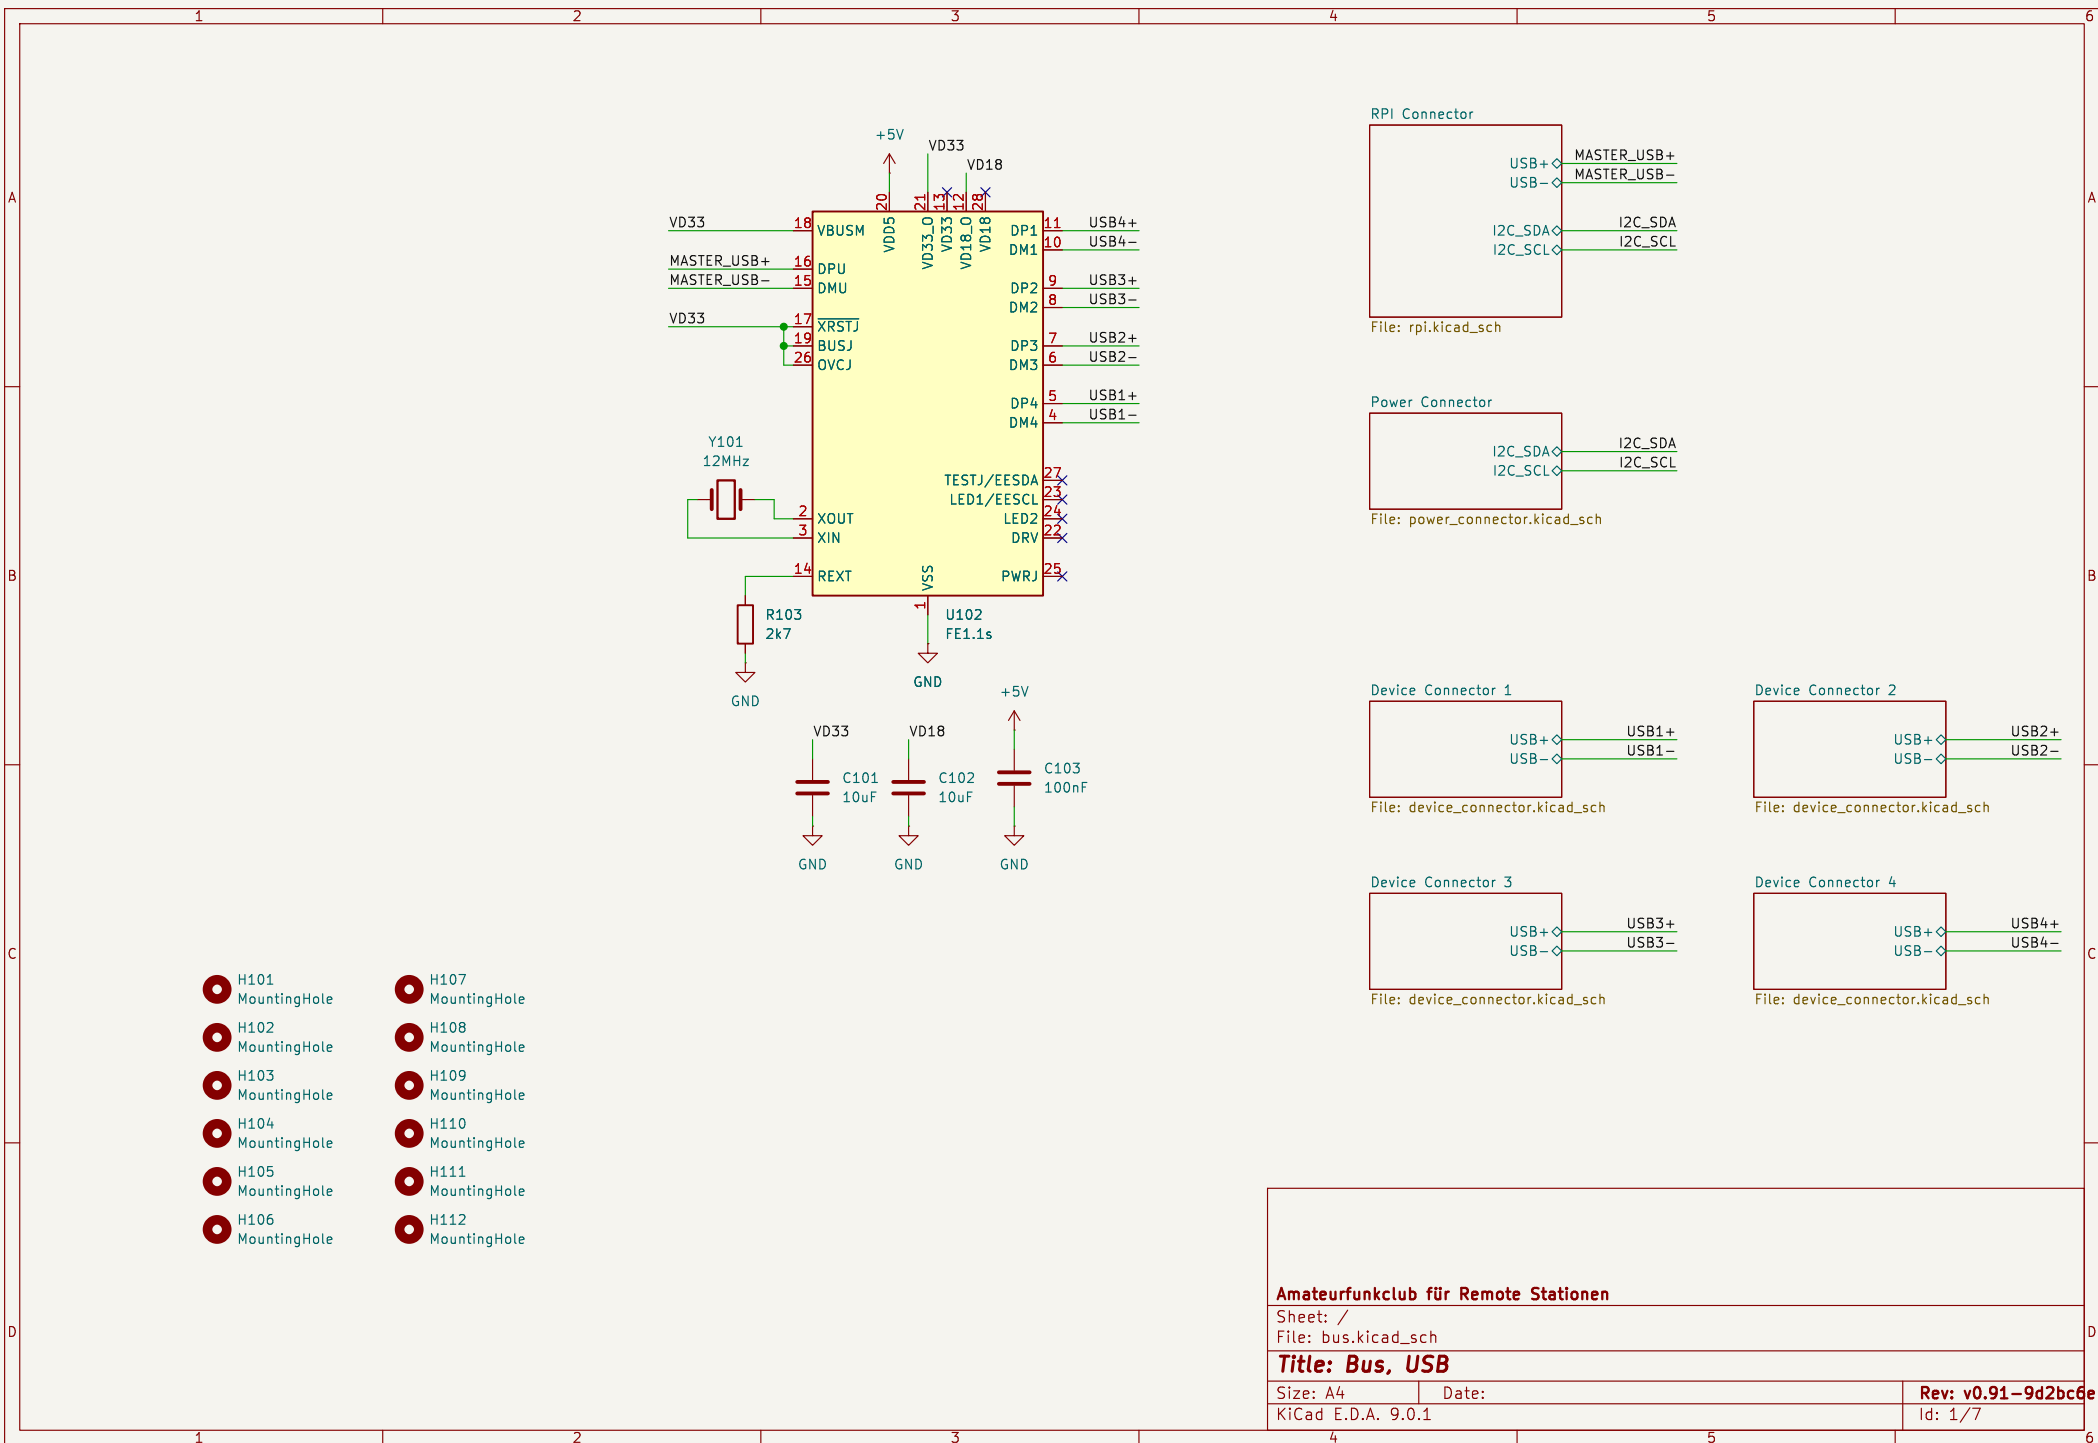 1 2 3 4 5 6
RPI Connector
+5V
VD33
MASTER_USB+
USB+
VD18
MASTER_USB-
USB-
A A
20 21 13 12 28
VDD5 VD33_O VD33 VD18_O VD18
VD33 18 VBUSM
DP1 11 USB4+
I2C_SDA I2C_SDA
DM1 10 USB4-
I2C_SCL I2C_SCL
MASTER_USB+ 16 DPU
MASTER_USB- 15 DMU
DP2 9 USB3+
DM2 8 USB3-
VD33 17 XRSTJ
File: rpi.kicad_sch
19 BUSJ
DP3 7 USB2+
26 OVCJ
DM3 6 USB2-
Power Connector
DP4 5 USB1+
DM4 4 USB1-
Y101
12MHz
I2C_SDA I2C_SDA
I2C_SCL I2C_SCL
TESTJ/EESDA 27
LED1/EESCL 23
2 XOUT
LED2 24
File: power_connector.kicad_sch
3 XIN
DRV 22
B B
14 REXT
VSS
PWRJ 25
1
R103
2k7
U102
FE1.1s
GND
GND
+5V
Device Connector 1
USB+ USB1+
USB- USB1-
File: device_connector.kicad_sch
Device Connector 2
USB+ USB2+
USB- USB2-
File: device_connector.kicad_sch
VD33
C101
10uF
GND
VD18
C102
10uF
GND
C103
100nF
GND
Device Connector 3
USB+ USB3+
USB- USB3-
File: device_connector.kicad_sch
Device Connector 4
USB+ USB4+
USB- USB4-
File: device_connector.kicad_sch
C C
H101
MountingHole
H107
MountingHole
H102
MountingHole
H108
MountingHole
H103
MountingHole
H109
MountingHole
H104
MountingHole
H110
MountingHole
H105
MountingHole
H111
MountingHole
H106
MountingHole
H112
MountingHole
Amateurfunkclub für Remote Stationen
Sheet: /
File: bus.kicad_sch
D D
Title: Bus, USB
Size: A4 Date: Rev: v0.91-9d2bc6e
KiCad E.D.A. 9.0.1 Id: 1/7
1 2 3 4 5 6